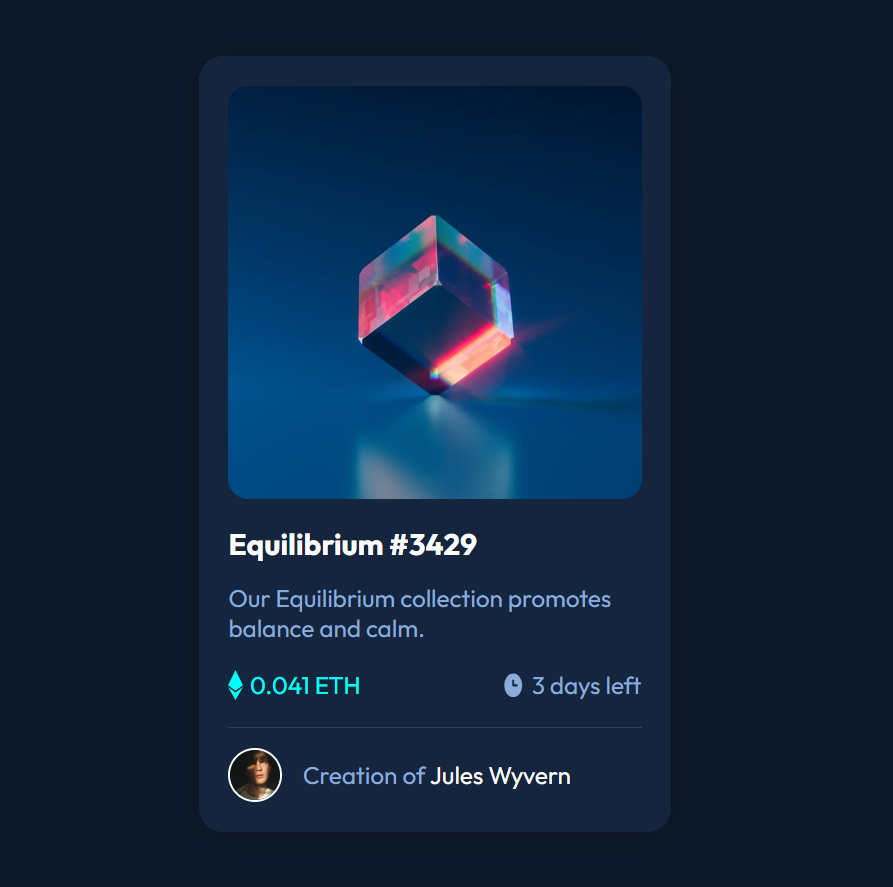 Equilibrium #3429
Our Equilibrium collection promotes
balance and calm.
0.041 ETH
3 days left
Creation of Jules Wyvern